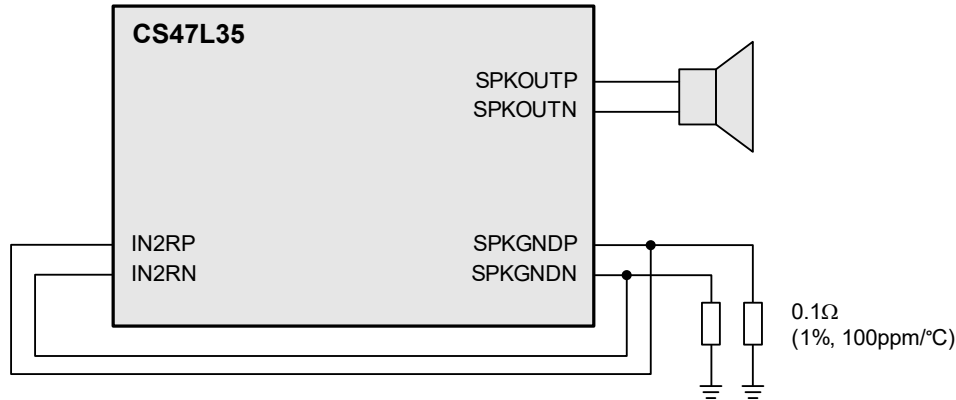 CS47L35
SPKOUTP
SPKOUTN
IN2RP
IN2RN
SPKGNDP
SPKGNDN
0.1Ω
(1%, 100ppm/°C)